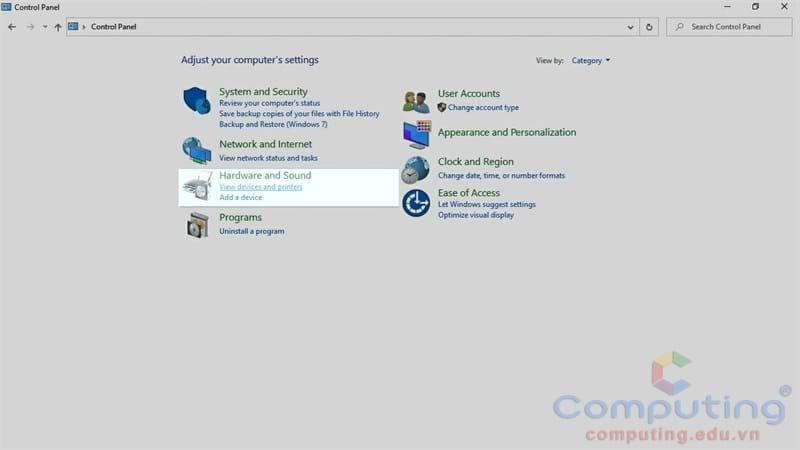 Control Panel
Control Panel
Search Control Panel
Adjust your computer's settings
View by: Category
System and Security
Review your computer's status
Save backup copies of your files with File History
Backup and Restore (Windows 7)
Network and Internet
View network status and tasks
Hardware and Sound
View devices and printers
Add a device
Programs
Uninstall a program
User Accounts
Change account type
Appearance and Personalization
Clock and Region
Change date, time, or number formats
Ease of Access
Let Windows suggest settings
Optimize visual display
Computing®
computing.edu.vn